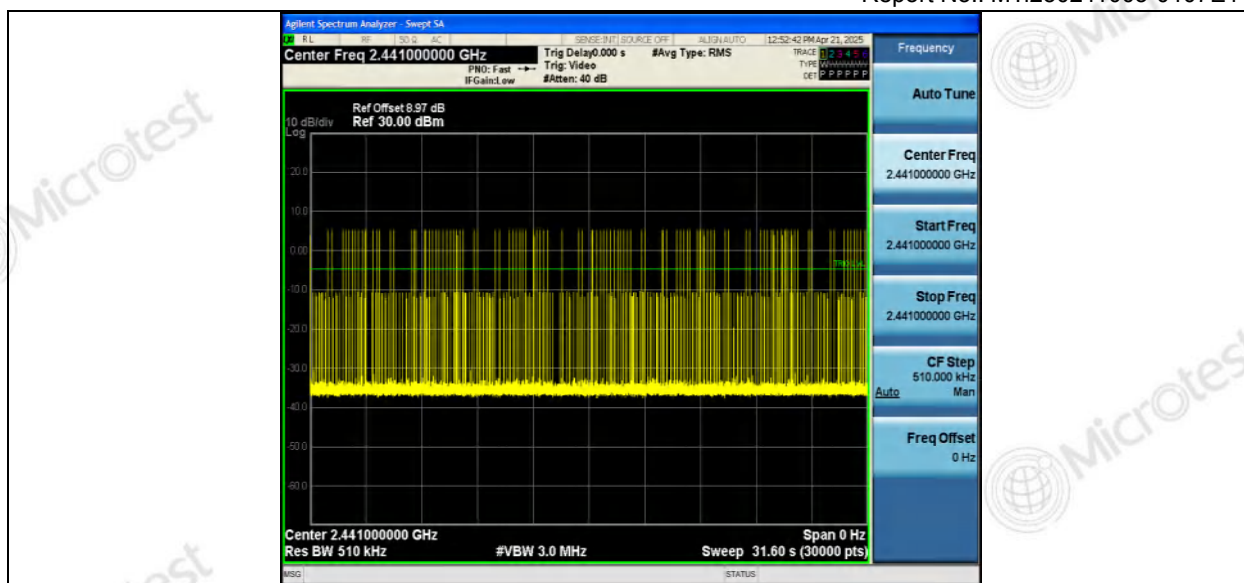 Agilent Spectrum Analyzer - Swept SA
RL RF 50 Ω AC SENSE:INT SOURCE OFF ALIGN AUTO 12:52:42 PM Apr 21, 2025
Center Freq 2.441000000 GHz
PNO: Fast
IFGain:Low
Trig Delay0.000 s
Trig: Video
#Atten: 40 dB
#Avg Type: RMS
TRACE 1 2 3 4 5 6
TYPE
DET P P P P P P
Ref Offset 8.97 dB
10 dB/div Ref 30.00 dBm
Log
20.0
10.0
0.00
-10.0
-20.0
-30.0
-40.0
-50.0
-60.0
Center 2.441000000 GHz
Span 0 Hz
Res BW 510 kHz
#VBW 3.0 MHz
Sweep 31.60 s (30000 pts)
MSG
STATUS
Frequency
Auto Tune
Center Freq
2.441000000 GHz
Start Freq
2.441000000 GHz
Stop Freq
2.441000000 GHz
CF Step
510.000 kHz
Auto Man
Freq Offset
0 Hz
Microtest
Microtest